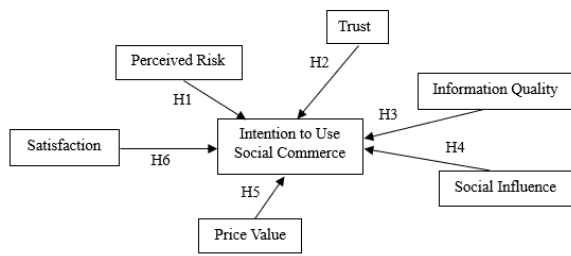 Trust
Perceived Risk
H2
Information Quality
H1
H3
Intention to Use
Social Commerce
Satisfaction
H4
H6
Social Influence
H5
Price Value